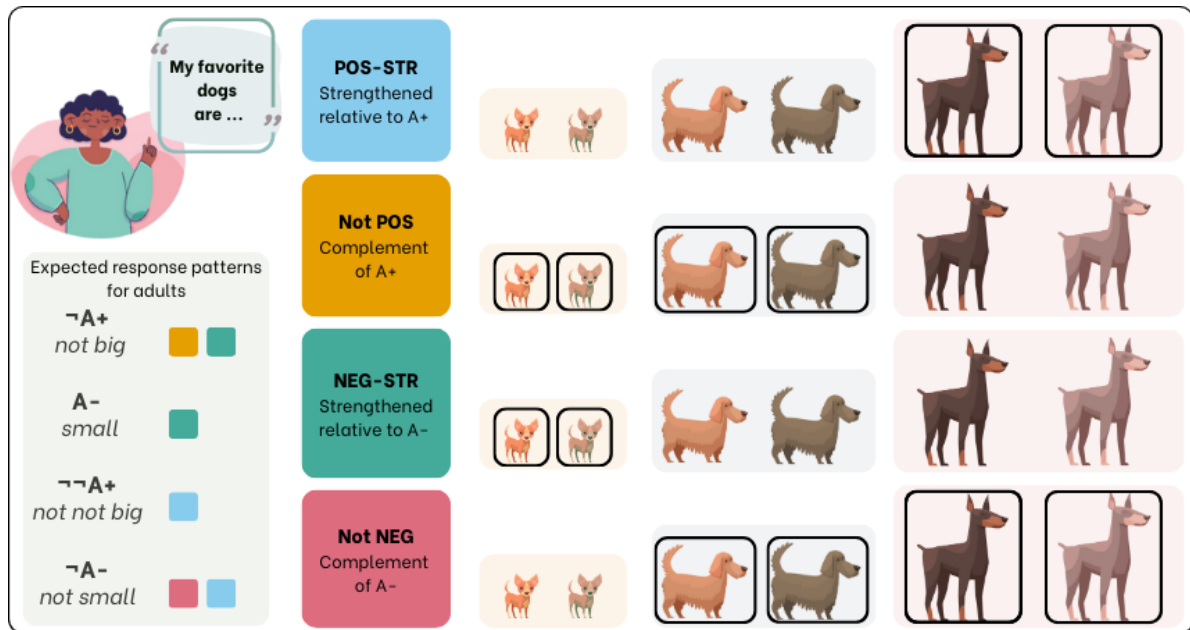 “
My favorite
dogs
are ...
”
Expected response patterns
for adults
¬A+
not big
A−
small
¬¬A+
not not big
¬A−
not small
POS-STR
Strengthened
relative to A+
Not POS
Complement
of A+
NEG-STR
Strengthened
relative to A−
Not NEG
Complement
of A−